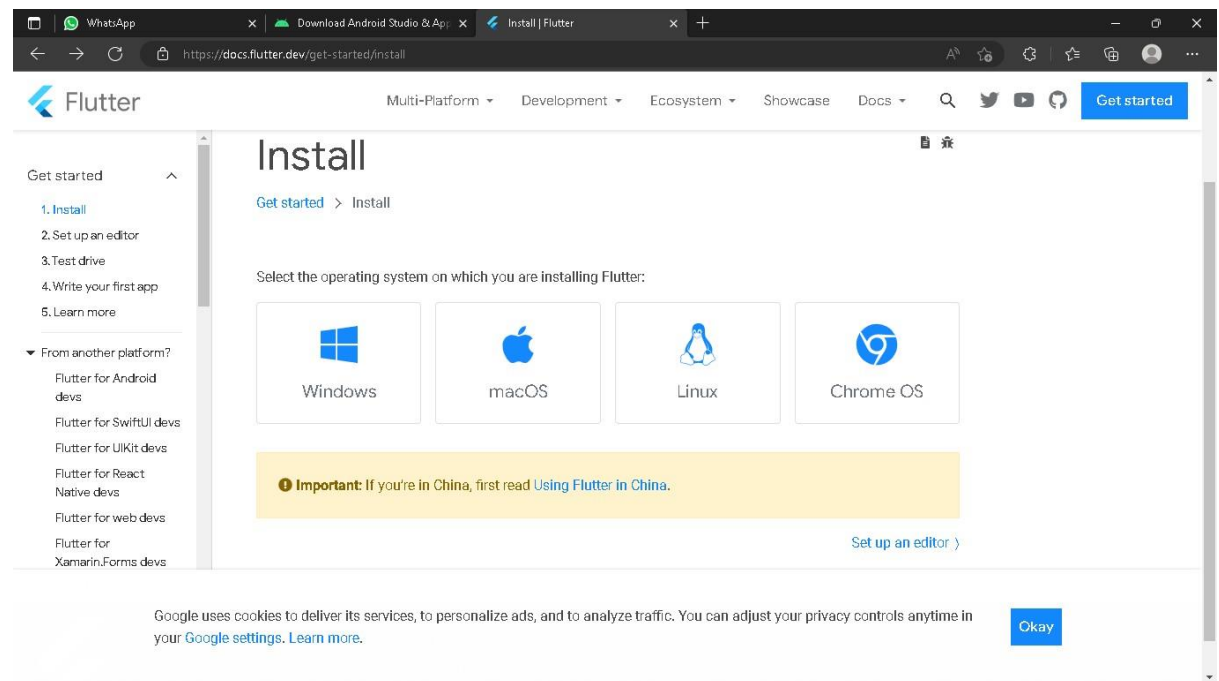 WhatsApp
Download Android Studio & App
Install | Flutter
https://docs.flutter.dev/get-started/install
Flutter
Multi-Platform
Development
Ecosystem
Showcase
Docs
Get started
Get started
1. Install
2. Set up an editor
3. Test drive
4. Write your first app
5. Learn more
From another platform?
Flutter for Android
devs
Flutter for SwiftUI devs
Flutter for UIKit devs
Flutter for React
Native devs
Flutter for web devs
Flutter for
Xamarin.Forms devs
Install
Get started > Install
Select the operating system on which you are installing Flutter:
Windows
macOS
Linux
Chrome OS
Important: If you're in China, first read Using Flutter in China.
Set up an editor
Google uses cookies to deliver its services, to personalize ads, and to analyze traffic. You can adjust your privacy controls anytime in
your Google settings. Learn more.
Okay